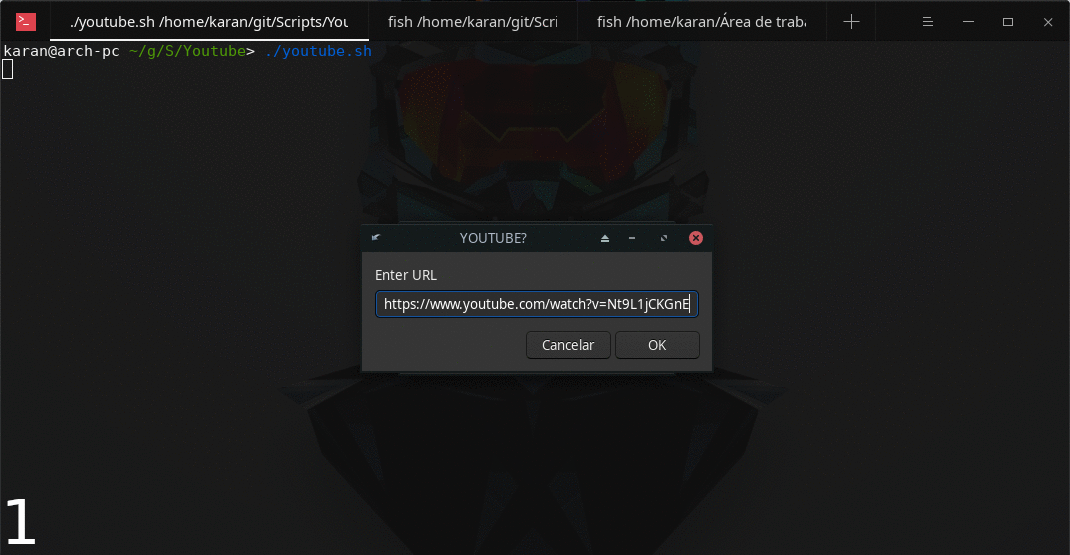 ./youtube.sh /home/karan/git/Scripts/You
fish /home/karan/git/Scri
fish /home/karan/Área de traba
karan@arch-pc ~/g/S/Youtube> ./youtube.sh
YOUTUBE?
Enter URL
https://www.youtube.com/watch?v=Nt9L1jCKGnE
Cancelar
OK
1